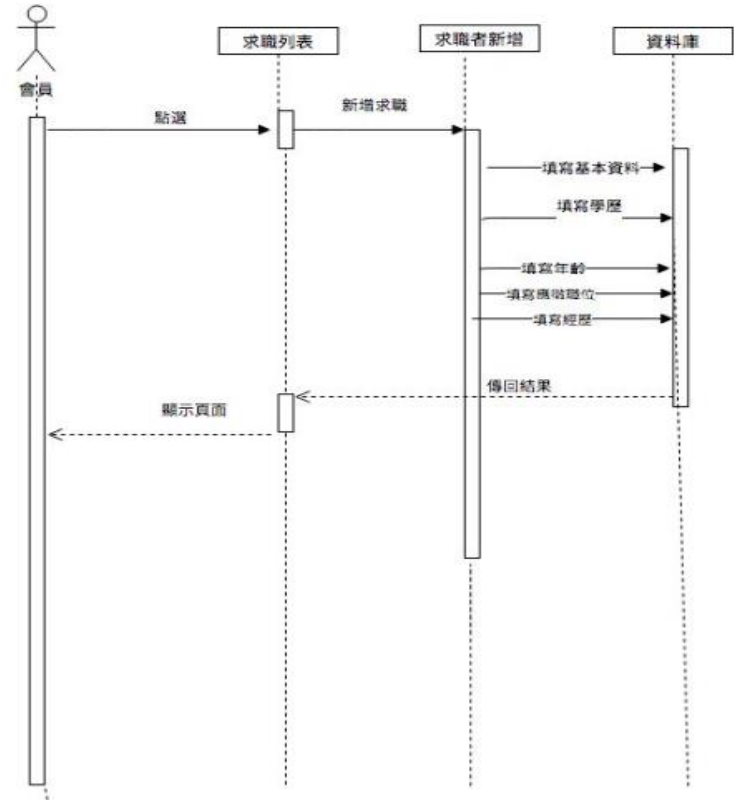 求職列表
求職者新增
資料庫
會員
點選
新增求職
填寫基本資料
填寫學歷
填寫年齡
填寫應徵職位
填寫經歷
傳回結果
顯示頁面